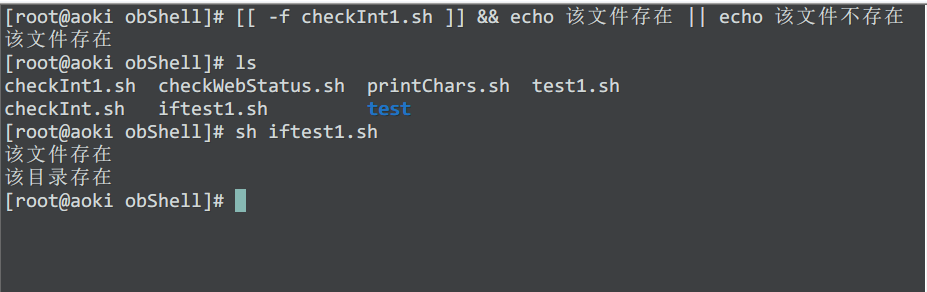 [root@aoki obShell]# [[ -f checkInt1.sh ]] && echo 该文件存在 || echo 该文件不存在
该文件存在
[root@aoki obShell]# ls
checkInt1.sh  checkWebStatus.sh  printChars.sh  test1.sh
checkInt.sh   iftest1.sh         test
[root@aoki obShell]# sh iftest1.sh
该文件存在
该目录存在
[root@aoki obShell]#